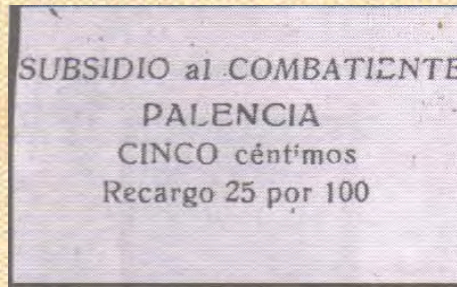 SUBSIDIO al COMBATIENTE
PALENCIA
CINCO céntimos
Recargo 25 por 100